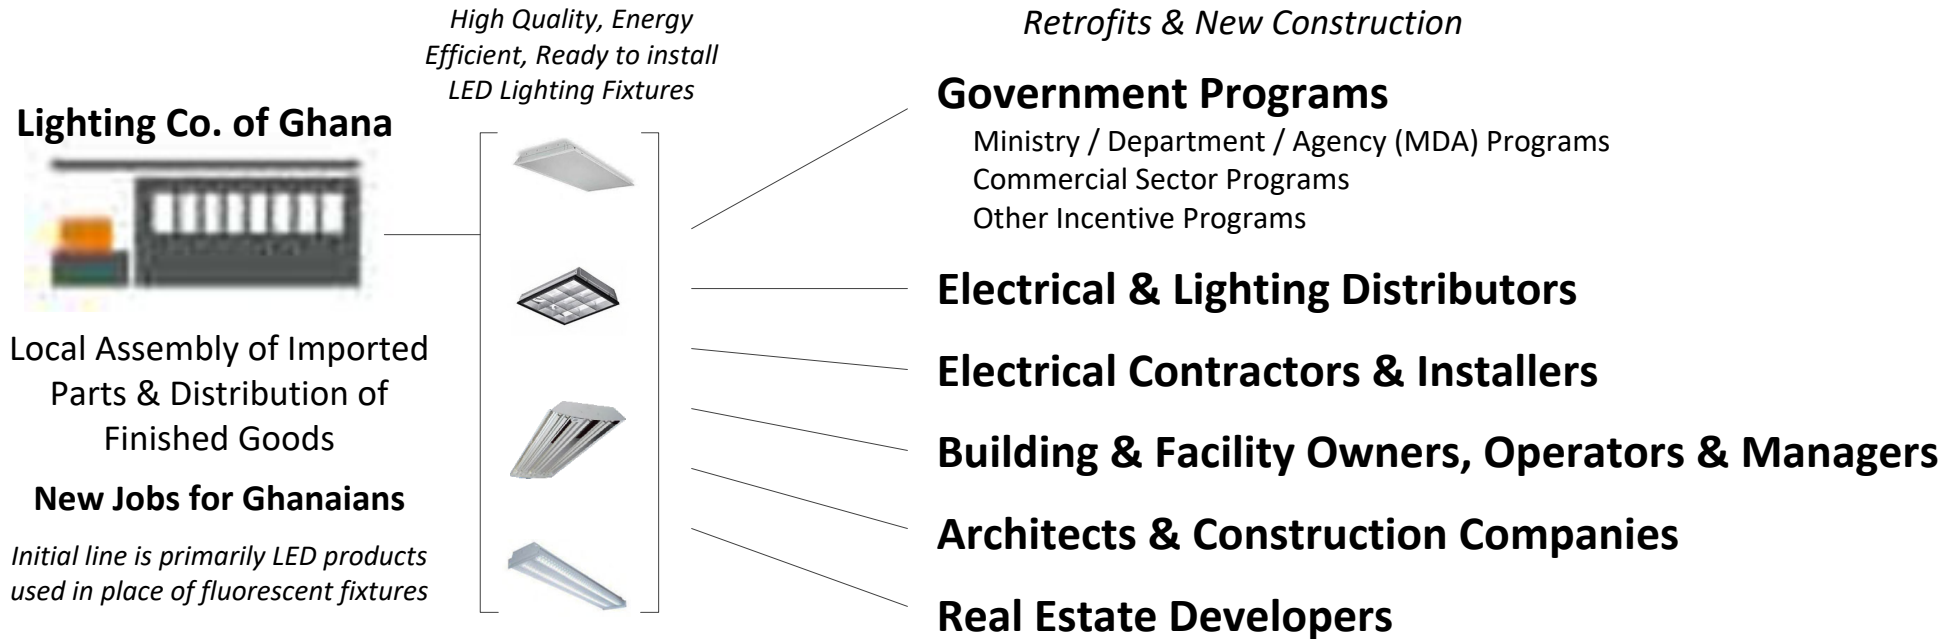 Lighting Co. of Ghana
Local Assembly of Imported
Parts & Distribution of
Finished Goods
New Jobs for Ghanaians
Initial line is primarily LED products
used in place of fluorescent fixtures
High Quality, Energy
Efficient, Ready to install
LED Lighting Fixtures
Retrofits & New Construction
Government Programs
Ministry / Department / Agency (MDA) Programs
Commercial Sector Programs
Other Incentive Programs
Electrical & Lighting Distributors
Electrical Contractors & Installers
Building & Facility Owners, Operators & Managers
Architects & Construction Companies
Real Estate Developers